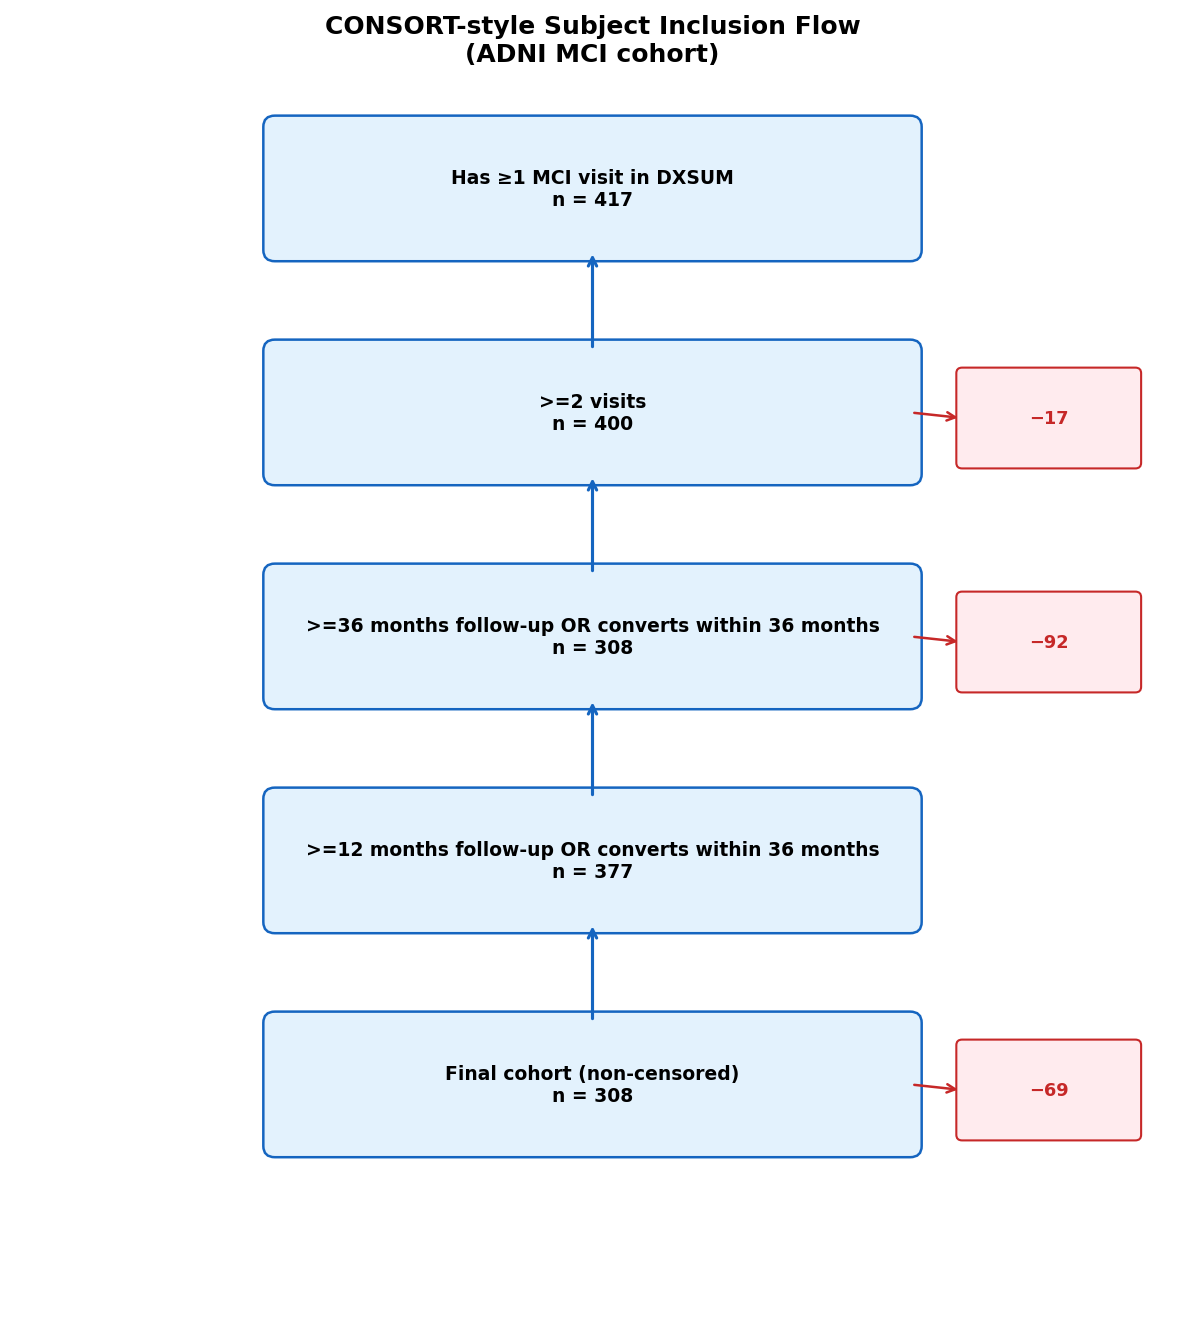 CONSORT-style Subject Inclusion Flow
(ADNI MCI cohort)
Has ≥1 MCI visit in DXSUM
n = 417
>=2 visits
n = 400
−17
>=36 months follow-up OR converts within 36 months
n = 308
−92
>=12 months follow-up OR converts within 36 months
n = 377
Final cohort (non-censored)
n = 308
−69